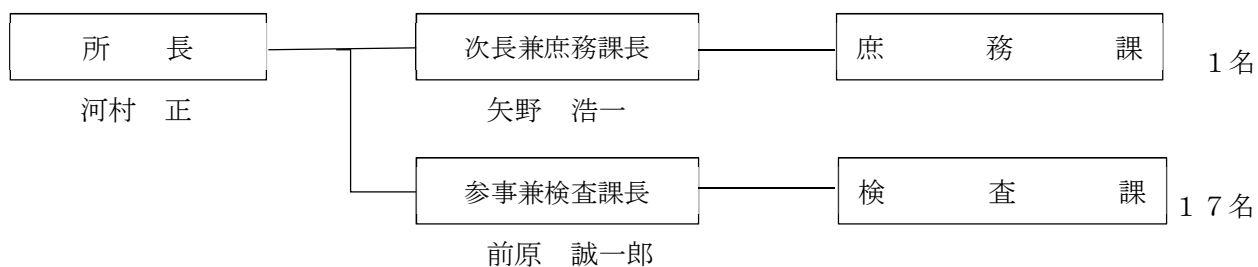 所　　長　次長兼庶務課長　庶　務　課　１名
河村　正　矢野　浩一
参事兼検査課長　検　査　課　１７名
前原　誠一郎